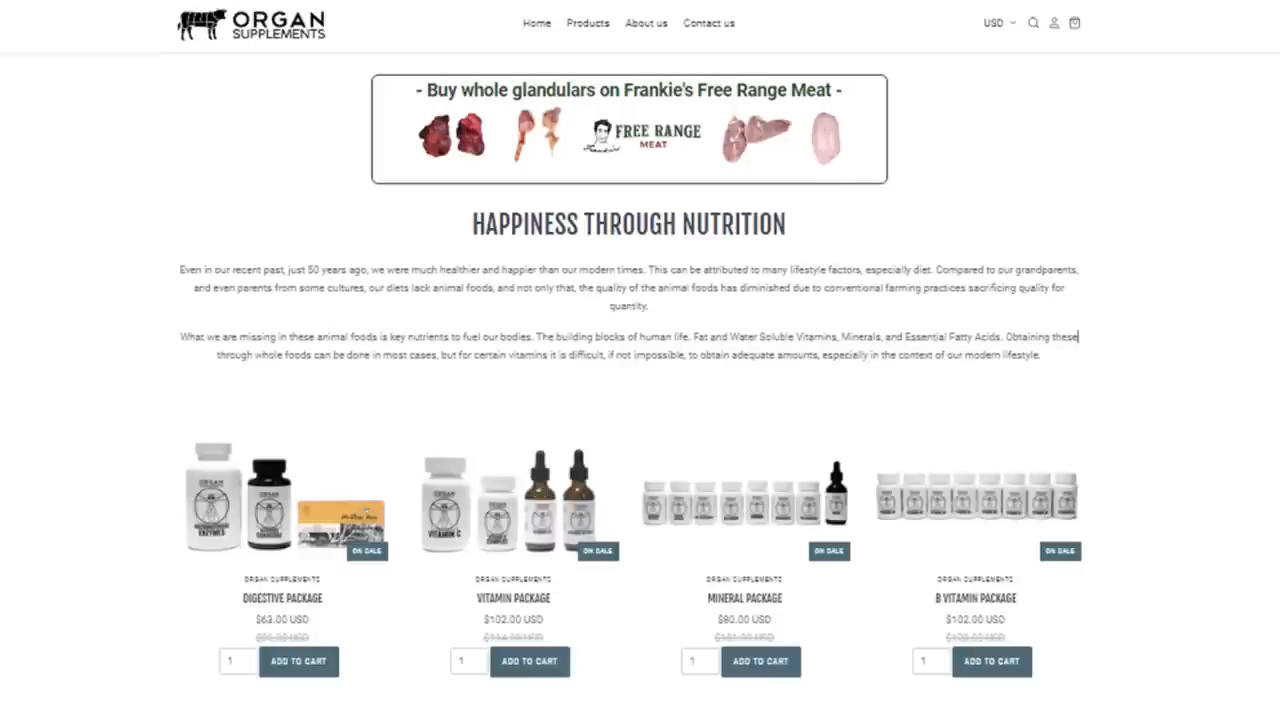 ORGAN
SUPPLEMENTS
Home Products About us Contact us
USD
- Buy whole glandulars on Frankie's Free Range Meat -
FREE RANGE
MEAT
HAPPINESS THROUGH NUTRITION
Even in our recent past, just 50 years ago, we were much healthier and happier than our modern times. This can be attributed to many lifestyle factors, especially diet. Compared to our grandparents,
and even parents from some cultures, our diets lack animal foods, and not only that, the quality of the animal foods has diminished due to conventional farming practices sacrificing quality for
quantity.
What we are missing in these animal foods is key nutrients to fuel our bodies. The building blocks of human life. Fat and Water Soluble Vitamins, Minerals, and Essential Fatty Acids. Obtaining these
through whole foods can be done in most cases, but for certain vitamins it is difficult, if not impossible, to obtain adequate amounts, especially in the context of our modern lifestyle.
ORGAN
ENZYMES
ORGAN
ORGAN
VITAMIN C
ON SALE ON SALE ON SALE ON SALE
ORGAN SUPPLEMENTS ORGAN SUPPLEMENTS ORGAN SUPPLEMENTS ORGAN SUPPLEMENTS
DIGESTIVE PACKAGE VITAMIN PACKAGE MINERAL PACKAGE B VITAMIN PACKAGE
$63.00 USD $102.00 USD $80.00 USD $102.00 USD
1 ADD TO CART 1 ADD TO CART 1 ADD TO CART 1 ADD TO CART